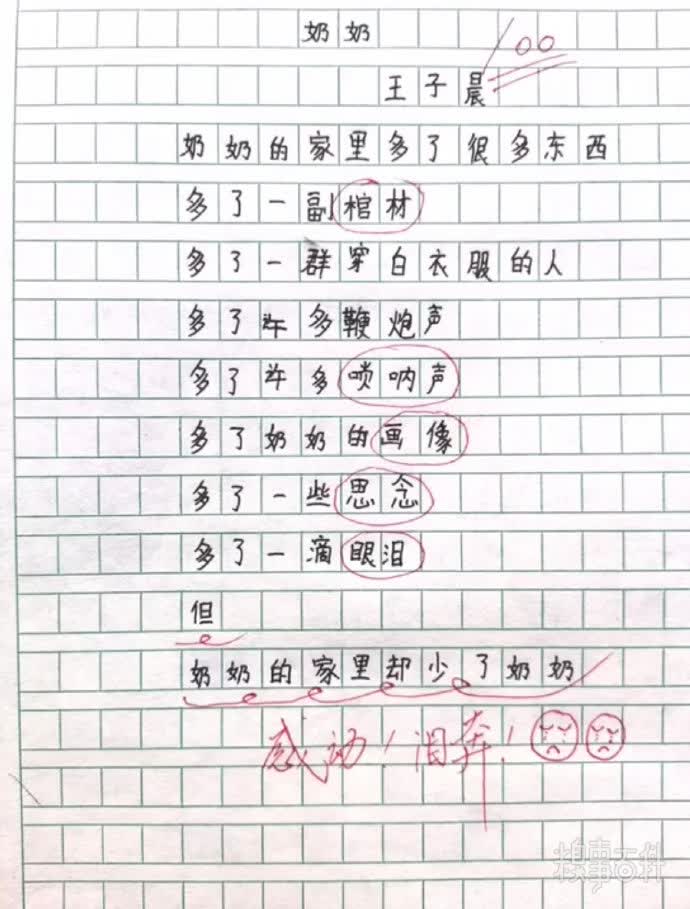 奶奶
100
王子晨
奶奶的家里多了很多东西
多了一副棺材
多了一群穿白衣服的人
多了许多鞭炮声
多了许多唢呐声
多了奶奶的画像
多了一些思念
多了一滴眼泪
但
奶奶的家里却少了奶奶
感动！泪奔！
糗事百科